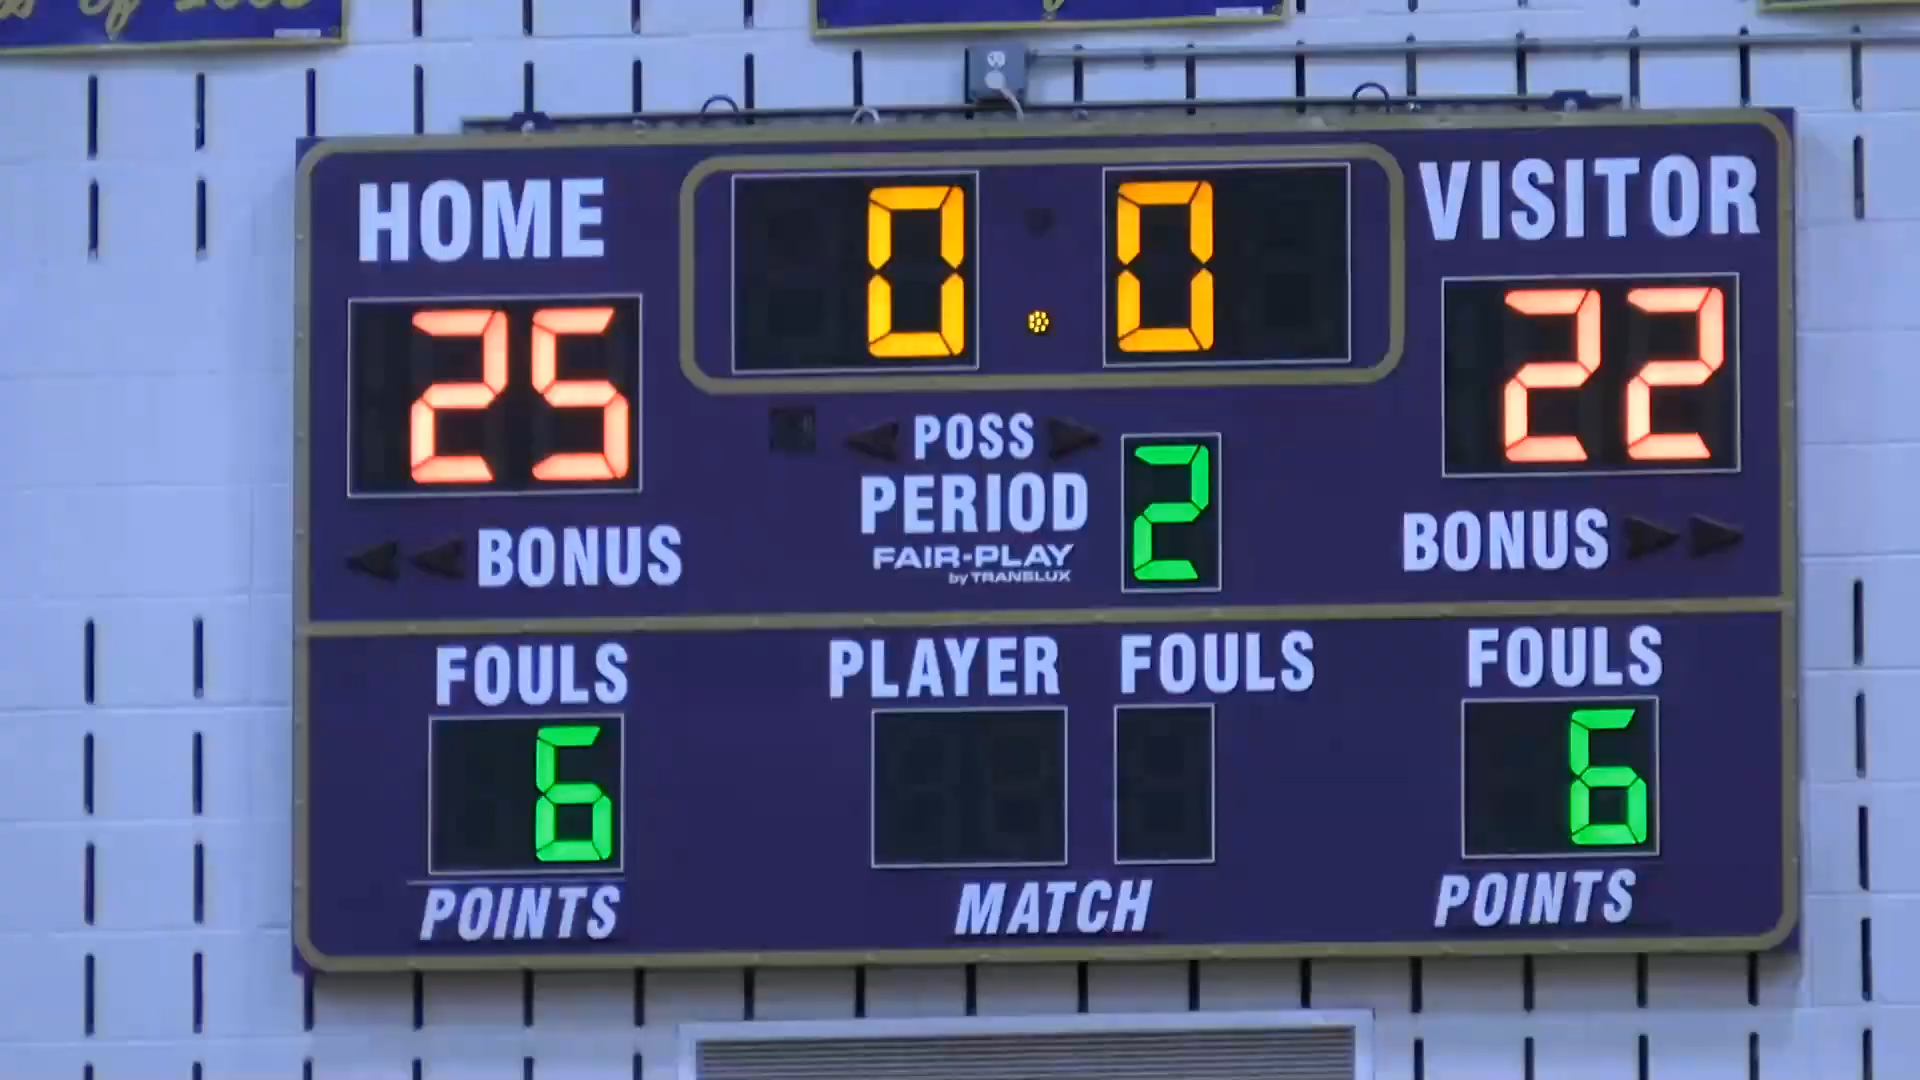 of
HOME
0.0
VISITOR
25
22
POSS
PERIOD
2
FAIR-PLAY
by TRANSLUX
BONUS
BONUS
FOULS
PLAYER
FOULS
FOULS
6
6
POINTS
MATCH
POINTS